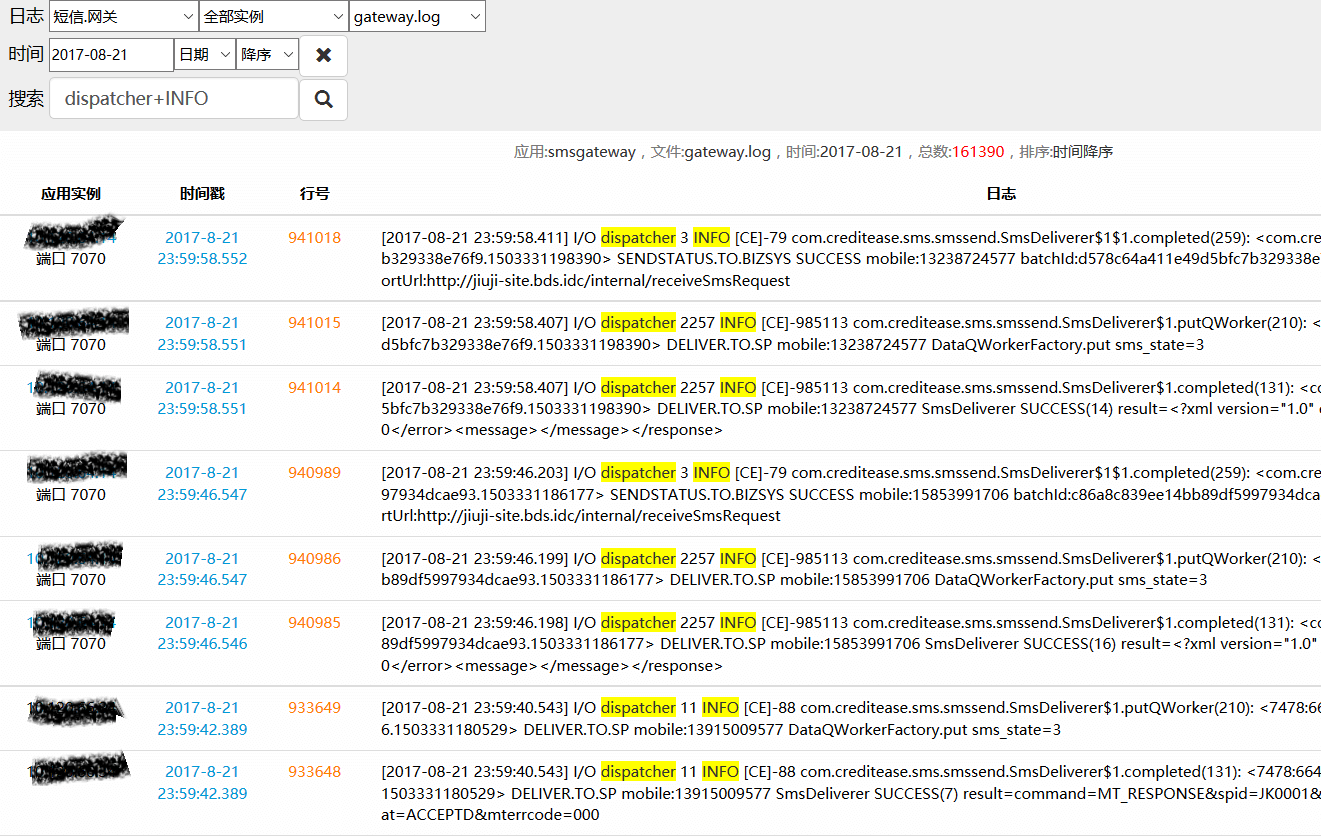 日志 短信.网关 全部实例 gateway.log
时间 2017-08-21 日期 降序
搜索 dispatcher+INFO
应用:smsgateway，文件:gateway.log，时间:2017-08-21，总数:161390，排序:时间降序
应用实例 时间戳 行号 日志
2017-8-21 941018 [2017-08-21 23:59:58.411] I/O dispatcher 3 INFO [CE]-79 com.creditease.sms.smssend.SmsDeliverer$1$1.completed(259): <com.cre
端口 7070 23:59:58.552 b329338e76f9.1503331198390> SENDSTATUS.TO.BIZSYS SUCCESS mobile:13238724577 batchId:d578c64a411e49d5bfc7b329338e
ortUrl:http://jiuji-site.bds.idc/internal/receiveSmsRequest
2017-8-21 941015 [2017-08-21 23:59:58.407] I/O dispatcher 2257 INFO [CE]-985113 com.creditease.sms.smssend.SmsDeliverer$1.putQWorker(210): <
端口 7070 23:59:58.551 d5bfc7b329338e76f9.1503331198390> DELIVER.TO.SP mobile:13238724577 DataQWorkerFactory.put sms_state=3
2017-8-21 941014 [2017-08-21 23:59:58.407] I/O dispatcher 2257 INFO [CE]-985113 com.creditease.sms.smssend.SmsDeliverer$1.completed(131): <c
端口 7070 23:59:58.551 5bfc7b329338e76f9.1503331198390> DELIVER.TO.SP mobile:13238724577 SmsDeliverer SUCCESS(14) result=<?xml version="1.0"
0</error><message></message></response>
2017-8-21 940989 [2017-08-21 23:59:46.203] I/O dispatcher 3 INFO [CE]-79 com.creditease.sms.smssend.SmsDeliverer$1$1.completed(259): <com.cre
端口 7070 23:59:46.547 97934dcae93.1503331186177> SENDSTATUS.TO.BIZSYS SUCCESS mobile:15853991706 batchId:c86a8c839ee14bb89df5997934dca
rtUrl:http://jiuji-site.bds.idc/internal/receiveSmsRequest
2017-8-21 940986 [2017-08-21 23:59:46.199] I/O dispatcher 2257 INFO [CE]-985113 com.creditease.sms.smssend.SmsDeliverer$1.putQWorker(210): <
端口 7070 23:59:46.547 b89df5997934dcae93.1503331186177> DELIVER.TO.SP mobile:15853991706 DataQWorkerFactory.put sms_state=3
2017-8-21 940985 [2017-08-21 23:59:46.198] I/O dispatcher 2257 INFO [CE]-985113 com.creditease.sms.smssend.SmsDeliverer$1.completed(131): <c
端口 7070 23:59:46.546 89df5997934dcae93.1503331186177> DELIVER.TO.SP mobile:15853991706 SmsDeliverer SUCCESS(16) result=<?xml version="1.0"
0</error><message></message></response>
2017-8-21 933649 [2017-08-21 23:59:40.543] I/O dispatcher 11 INFO [CE]-88 com.creditease.sms.smssend.SmsDeliverer$1.putQWorker(210): <7478:66
23:59:42.389 6.1503331180529> DELIVER.TO.SP mobile:13915009577 DataQWorkerFactory.put sms_state=3
2017-8-21 933648 [2017-08-21 23:59:40.543] I/O dispatcher 11 INFO [CE]-88 com.creditease.sms.smssend.SmsDeliverer$1.completed(131): <7478:664
23:59:42.389 1503331180529> DELIVER.TO.SP mobile:13915009577 SmsDeliverer SUCCESS(7) result=command=MT_RESPONSE&spid=JK0001&
at=ACCEPTD&mterrcode=000